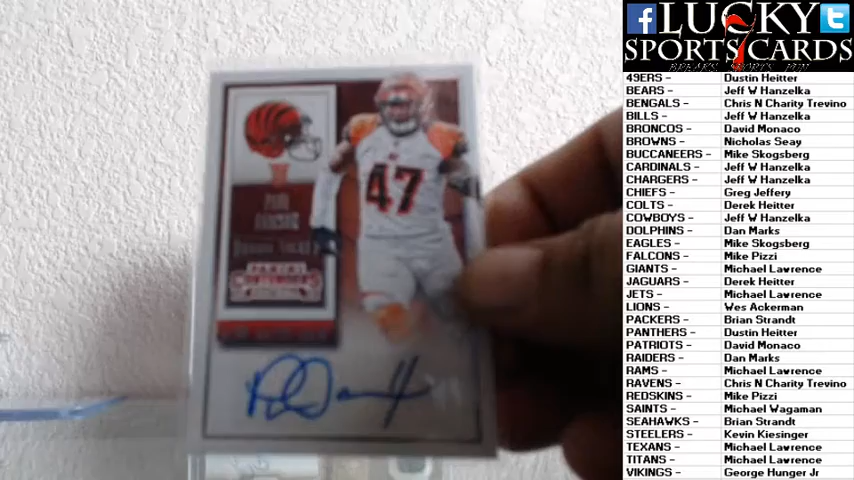 LUCKY
7
SPORTS CARDS
49ERS - Dustin Heitter
BEARS - Jeff W Hanzelka
BENGALS - Chris N Charity Trevino
BILLS - Jeff W Hanzelka
BRONCOS - David Monaco
BROWNS - Nicholas Seay
BUCCANEERS - Mike Skogsberg
CARDINALS - Jeff W Hanzelka
CHARGERS - Jeff W Hanzelka
CHIEFS - Greg Jeffery
COLTS - Derek Heitter
COWBOYS - Jeff W Hanzelka
DOLPHINS - Dan Marks
EAGLES - Mike Skogsberg
FALCONS - Mike Pizzi
GIANTS - Michael Lawrence
JAGUARS - Derek Heitter
JETS - Michael Lawrence
LIONS - Wes Ackerman
PACKERS - Brian Strandt
PANTHERS - Dustin Heitter
PATRIOTS - David Monaco
RAIDERS - Dan Marks
RAMS - Michael Lawrence
RAVENS - Chris N Charity Trevino
REDSKINS - Mike Pizzi
SAINTS - Michael Wagaman
SEAHAWKS - Brian Strandt
STEELERS - Kevin Kiesinger
TEXANS - Michael Lawrence
TITANS - Michael Lawrence
VIKINGS - George Hunger Jr
47
PANINI
CONTENDERS